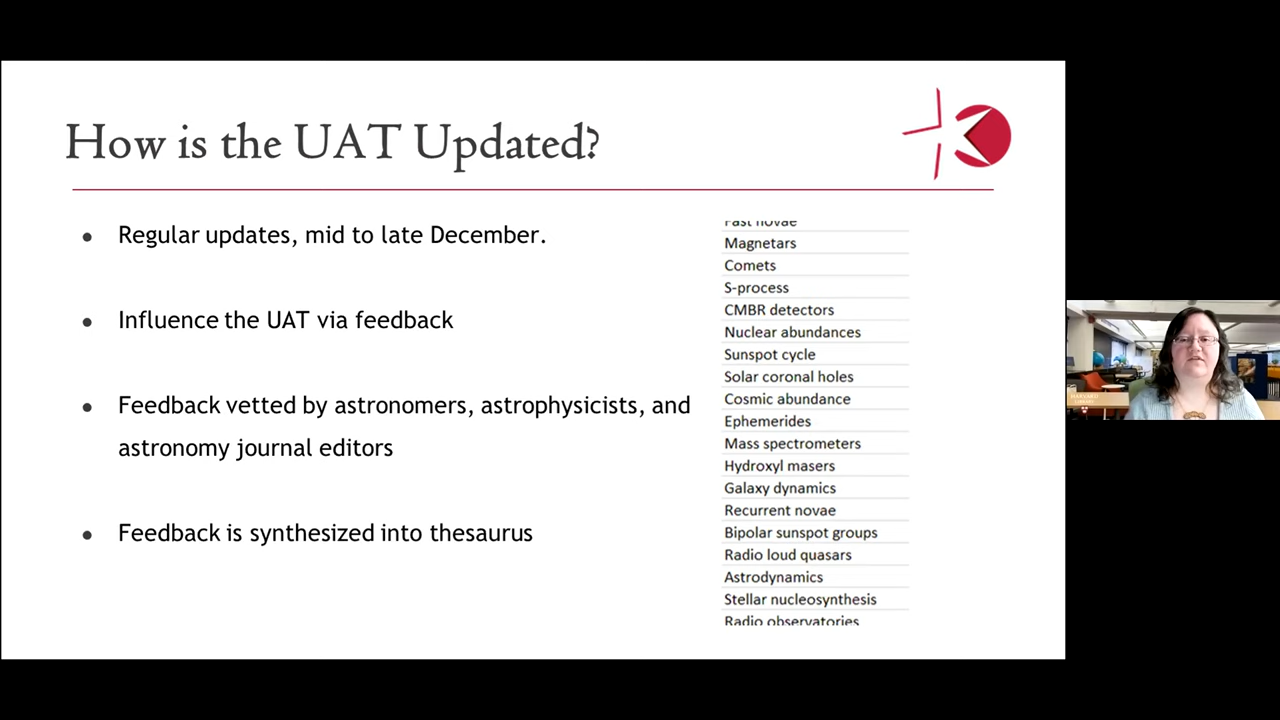 How is the UAT Updated?
● Regular updates, mid to late December.
● Influence the UAT via feedback
● Feedback vetted by astronomers, astrophysicists, and
astronomy journal editors
● Feedback is synthesized into thesaurus
Fast novae
Magnetars
Comets
S-process
CMBR detectors
Nuclear abundances
Sunspot cycle
Solar coronal holes
Cosmic abundance
Ephemerides
Mass spectrometers
Hydroxyl masers
Galaxy dynamics
Recurrent novae
Bipolar sunspot groups
Radio loud quasars
Astrodynamics
Stellar nucleosynthesis
Radio observatories
HARVARD
LIBRARY